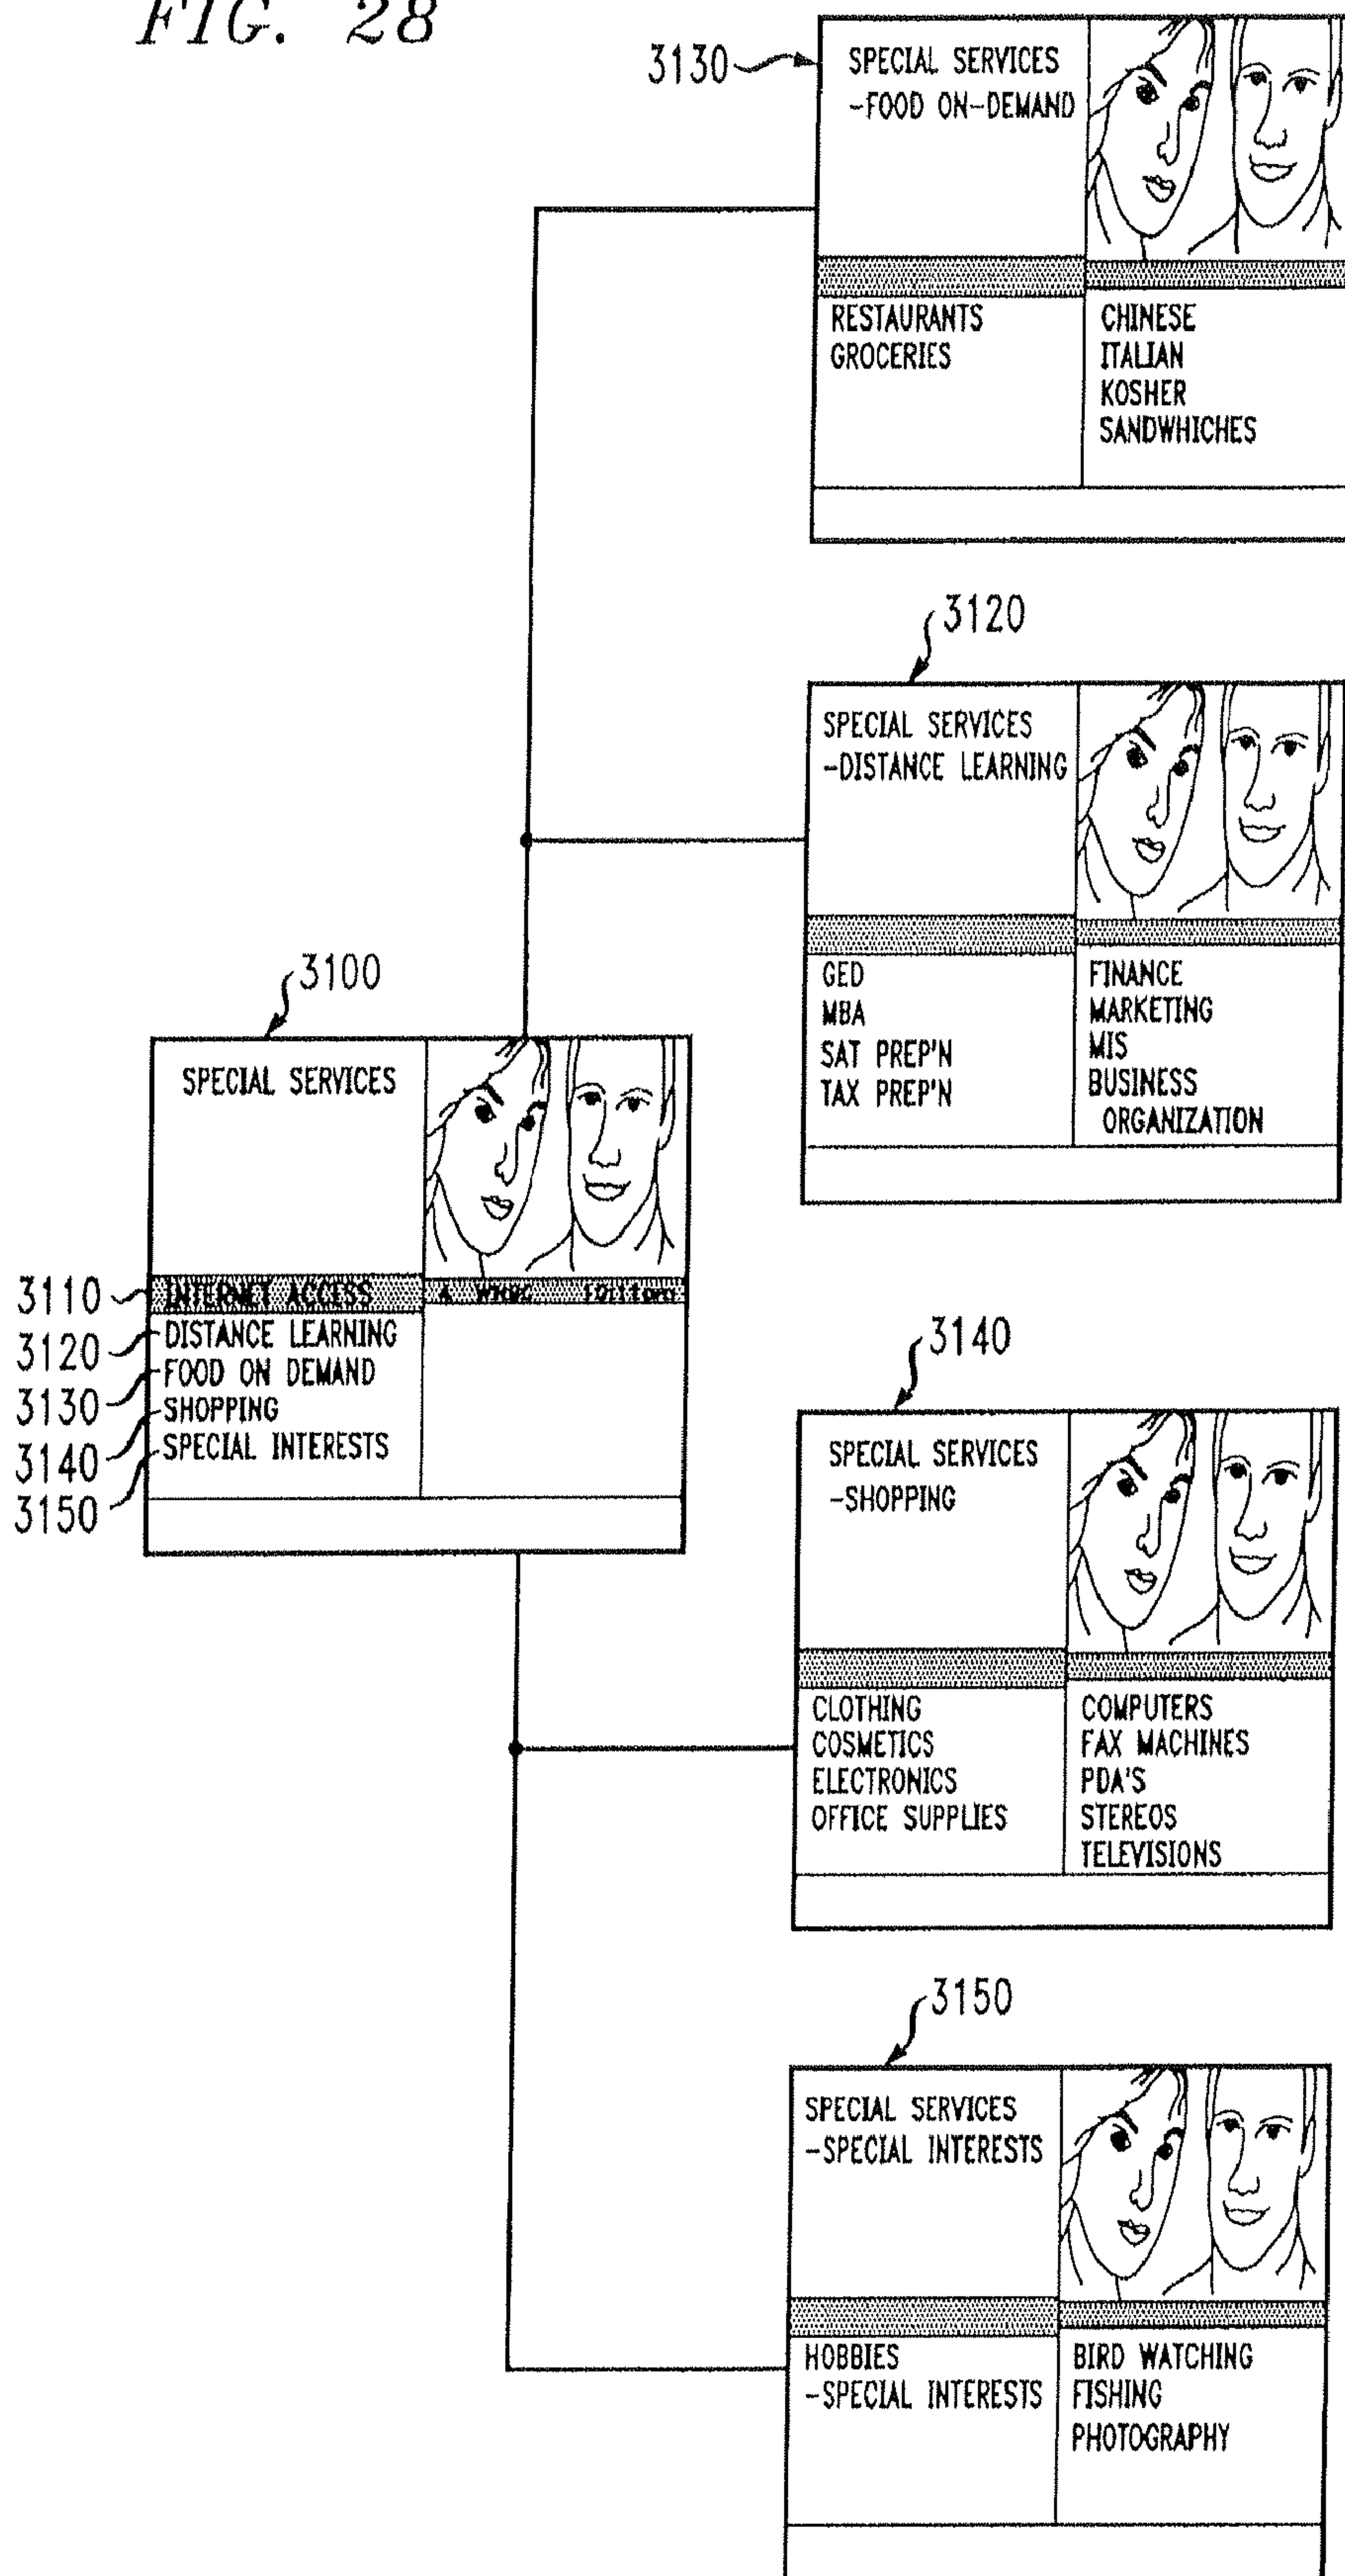 FIG. 28
3130
SPECIAL SERVICES
-FOOD ON-DEMAND
RESTAURANTS
GROCERIES
CHINESE
ITALIAN
KOSHER
SANDWHICHES
3120
SPECIAL SERVICES
-DISTANCE LEARNING
GED
MBA
SAT PREP'N
TAX PREP'N
FINANCE
MARKETING
MIS
BUSINESS
ORGANIZATION
3100
SPECIAL SERVICES
3110
INTERNET ACCESS
4
3120
DISTANCE LEARNING
3130
FOOD ON DEMAND
3140
SHOPPING
3150
SPECIAL INTERESTS
3140
SPECIAL SERVICES
-SHOPPING
CLOTHING
COSMETICS
ELECTRONICS
OFFICE SUPPLIES
COMPUTERS
FAX MACHINES
PDA'S
STEREOS
TELEVISIONS
3150
SPECIAL SERVICES
-SPECIAL INTERESTS
HOBBIES
-SPECIAL INTERESTS
BIRD WATCHING
FISHING
PHOTOGRAPHY